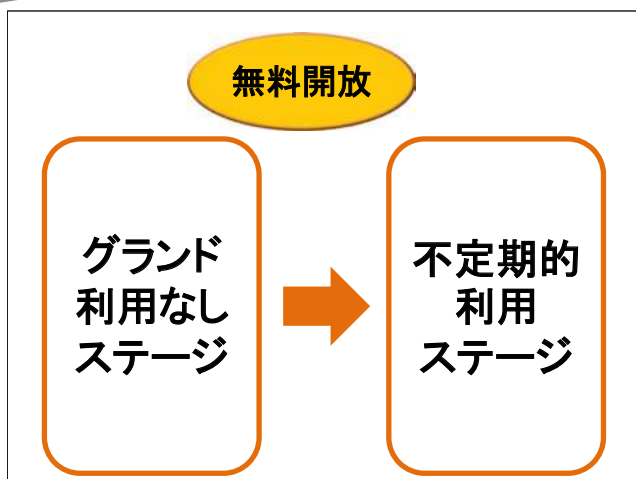 無料開放
グランド
利用なし
ステージ
不定期的
利用
ステージ